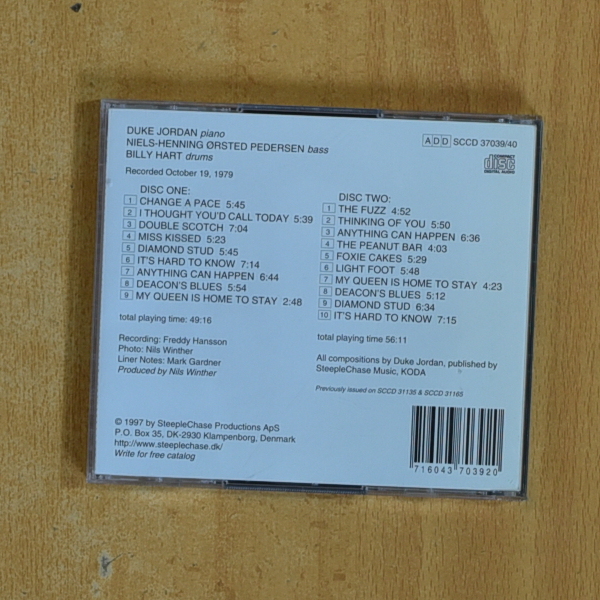 DUKE JORDAN piano
NIELS-HENNING ØRSTED PEDERSEN bass
BILLY HART drums
Recorded October 19, 1979
ADD SCCD 37039/40
COMPACT
disc
DIGITAL AUDIO
DISC ONE:
1 CHANGE A PACE 5:45
2 I THOUGHT YOU'D CALL TODAY 5:39
3 DOUBLE SCOTCH 7:04
4 MISS KISSED 5:23
5 DIAMOND STUD 5:45
6 IT'S HARD TO KNOW 7:14
7 ANYTHING CAN HAPPEN 6:44
8 DEACON'S BLUES 5:54
9 MY QUEEN IS HOME TO STAY 2:48
total playing time: 49:16
Recording: Freddy Hansson
Photo: Nils Winther
Liner Notes: Mark Gardner
Produced by Nils Winther
DISC TWO:
1 THE FUZZ 4:52
2 THINKING OF YOU 5:50
3 ANYTHING CAN HAPPEN 6:36
4 THE PEANUT BAR 4:03
5 FOXIE CAKES 5:29
6 LIGHT FOOT 5:48
7 MY QUEEN IS HOME TO STAY 4:23
8 DEACON'S BLUES 5:12
9 DIAMOND STUD 6:34
10 IT'S HARD TO KNOW 7:15
total playing time 56:11
All compositions by Duke Jordan, published by
SteepleChase Music, KODA
Previously issued on SCCD 31135 & SCCD 31165
© 1997 by SteepleChase Productions ApS
P.O. Box 35, DK-2930 Klampenborg, Denmark
http://www.steeplechase.dk/
Write for free catalog
716043 703920